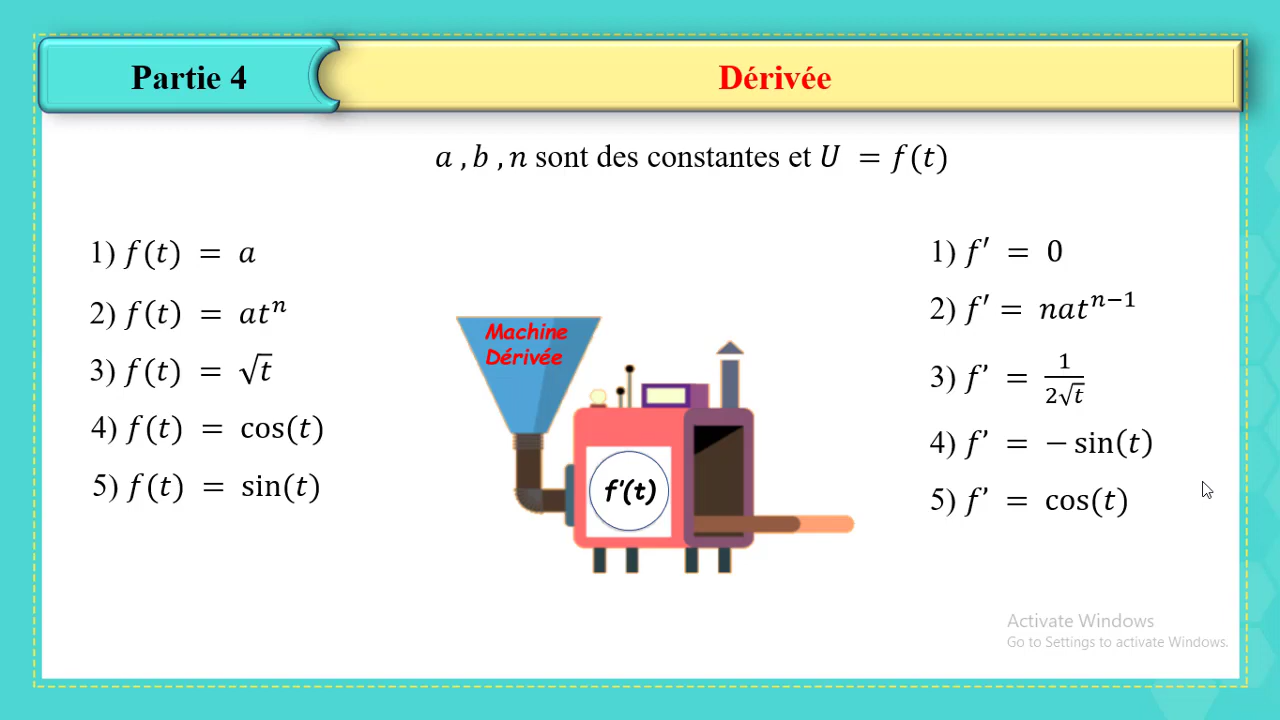 Partie 4
Dérivée
a , b , n sont des constantes et U = f(t)
1) f(t) = a
2) f(t) = atⁿ
3) f(t) = √t
4) f(t) = cos(t)
5) f(t) = sin(t)
Machine
Dérivée
f'(t)
1) f′ = 0
2) f′ = natⁿ⁻¹
3) f’ = 1/(2√t)
4) f’ = − sin(t)
5) f’ = cos(t)
Activate Windows
Go to Settings to activate Windows.